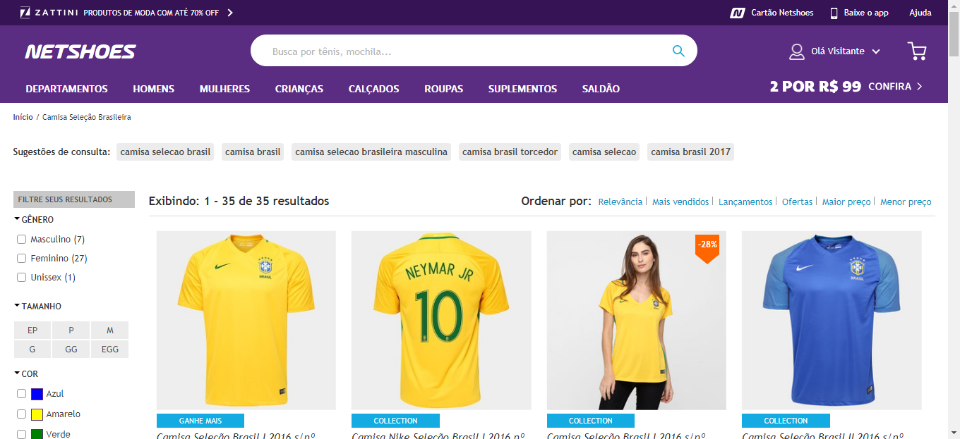 ZATTINI PRODUTOS DE MODA COM ATÉ 70% OFF
Cartão Netshoes
Baixe o app
Ajuda
NETSHOES
Busca por tênis, mochila...
Olá Visitante
DEPARTAMENTOS HOMENS MULHERES CRIANÇAS CALÇADOS ROUPAS SUPLEMENTOS SALDÃO
2 POR R$ 99 CONFIRA
Início / Camisa Seleção Brasileira
Sugestões de consulta: camisa selecao brasil camisa brasil camisa selecao brasileira masculina camisa brasil torcedor camisa selecao camisa brasil 2017
FILTRE SEUS RESULTADOS
Exibindo: 1 - 35 de 35 resultados
Ordenar por: Relevância | Mais vendidos | Lançamentos | Ofertas | Maior preço | Menor preço
GÊNERO
Masculino (7)
Feminino (27)
Unissex (1)
TAMANHO
EP P M
G GG EGG
COR
Azul
Amarelo
Verde
BRASIL
NEYMAR JR
10
-28%
BRASIL
GANHE MAIS
COLLECTION
COLLECTION
COLLECTION
Camisa Seleção Brasil I 2016 s/nº
Camisa Nike Seleção Brasil I 2016 nº
Camisa Seleção Brasil I 2016 s/nº
Camisa Seleção Brasil II 2016 s/nº